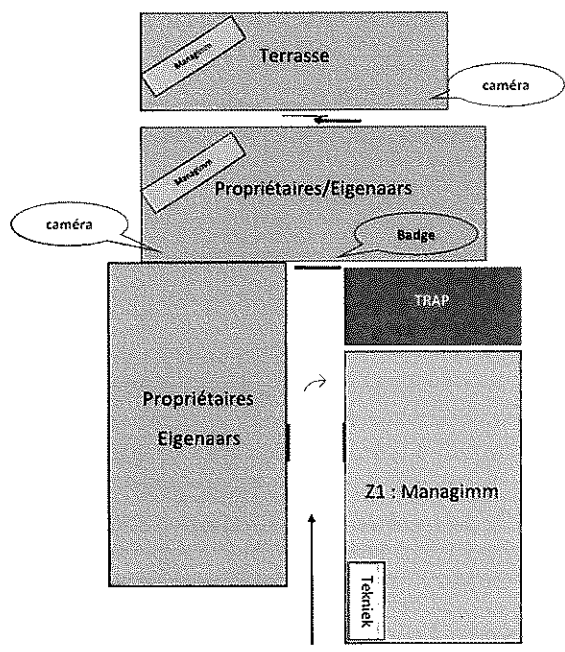 Managimm
Terrasse
caméra
Managimm
Propriétaires/Eigenaars
caméra
Badge
TRAP
Propriétaires
Eigenaars
Z1 : Managimm
Tekniek